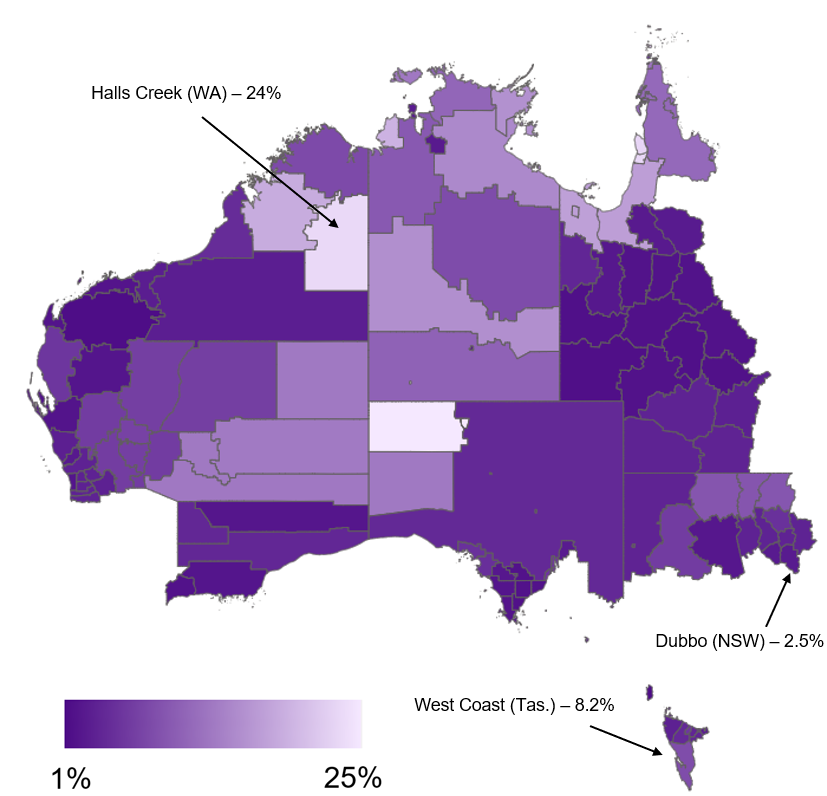 Halls Creek (WA) – 24%
Dubbo (NSW) – 2.5%
West Coast (Tas.) – 8.2%
1%
25%